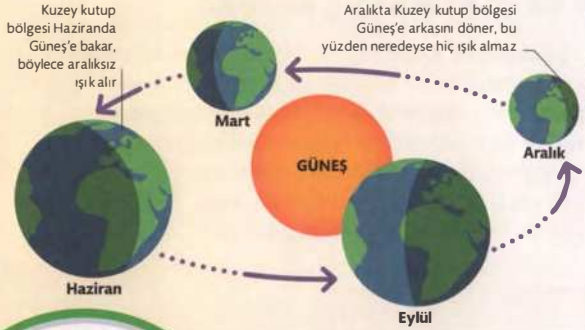 Kuzey kutup
bölgesi Haziranda
Güneş'e bakar,
böylece aralıksız
ışık alır
Aralıkta Kuzey kutup bölgesi
Güneş'e arkasını döner, bu
yüzden neredeyse hiç ışık almaz
Mart
Aralık
GÜNEŞ
Haziran
Eylül